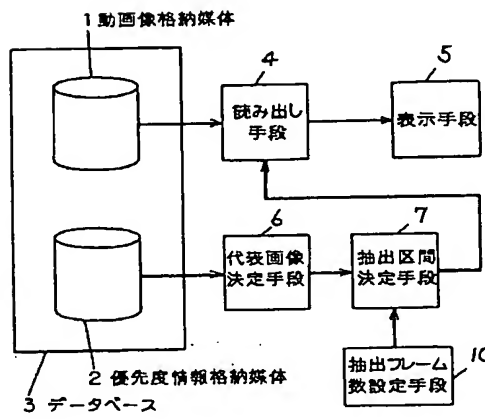 1 動画像格納媒体
4
読み出し
手段
5
表示手段
6
代表画像
決定手段
7
抽出区間
決定手段
2 優先度情報格納媒体
3 データベース
抽出フレーム
数設定手段
10